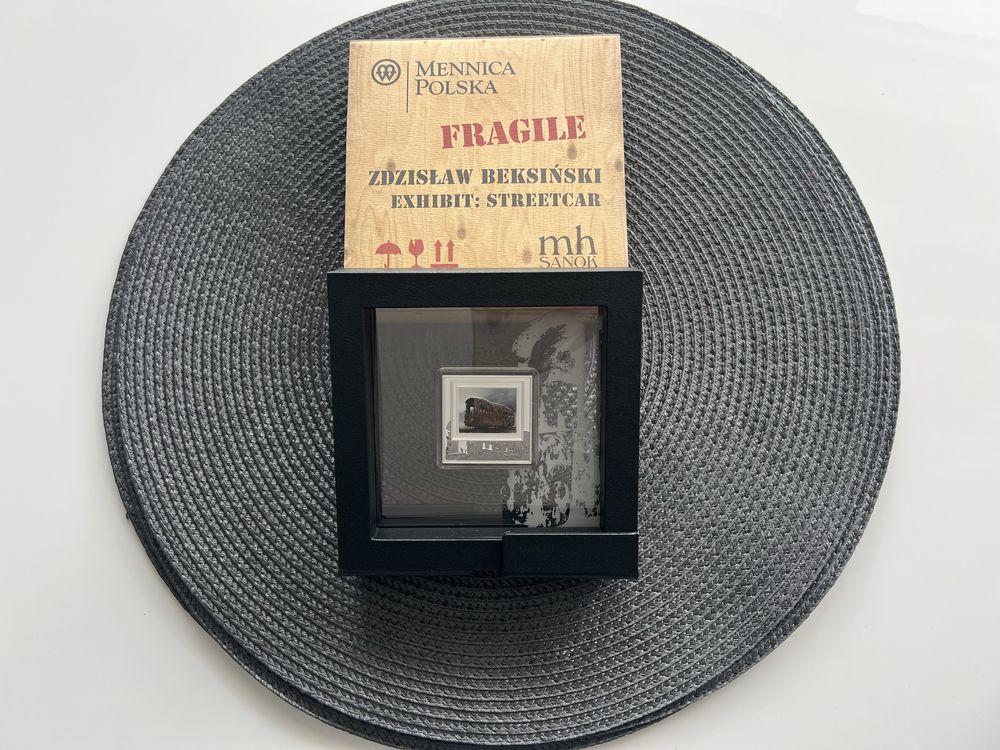 MENNICA
POLSKA
FRAGILE
ZDZISŁAW BEKSIŃSKI
EXHIBIT: STREETCAR
mh
SANOK